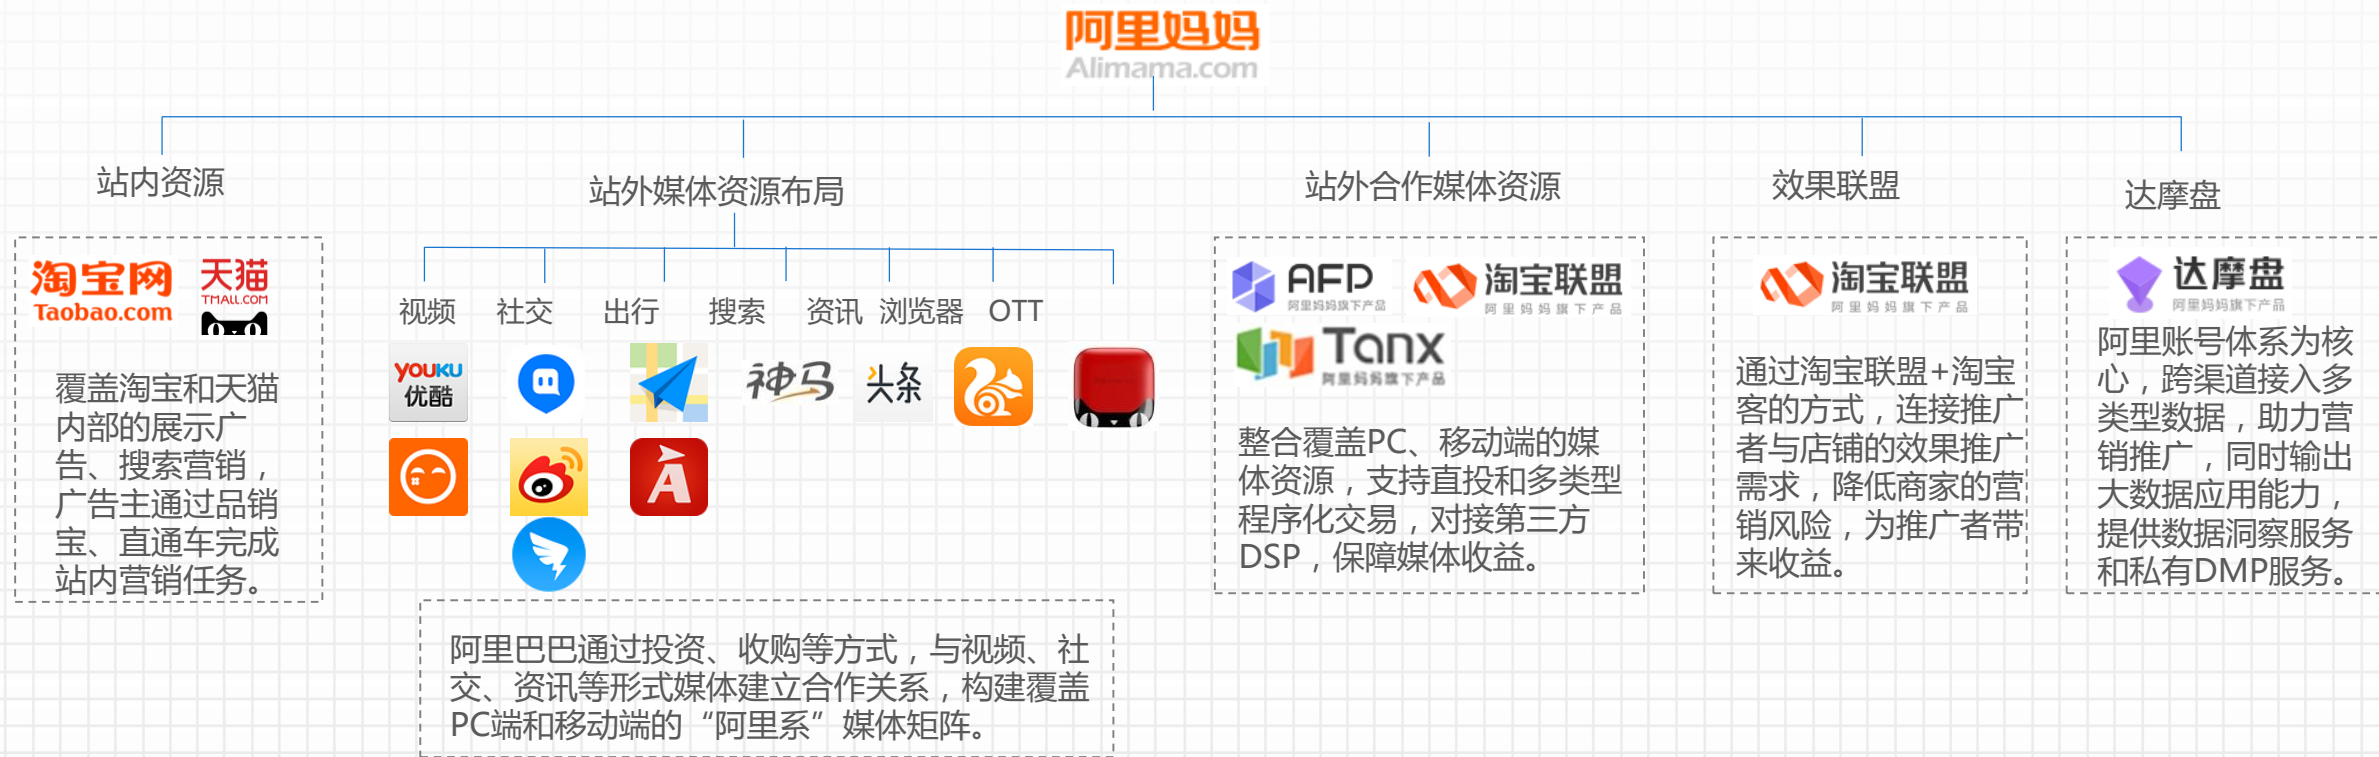 阿里妈妈
Alimama.com
站内资源
淘宝网
Taobao.com
天猫
TMALL.COM
覆盖淘宝和天猫
内部的展示广
告、搜索营销，
广告主通过品销
宝、直通车完成
站内营销任务。
站外媒体资源布局
视频 社交 出行 搜索 资讯 浏览器 OTT
YOUKU
优酷
神马
头条
阿里巴巴通过投资、收购等方式，与视频、社
交、资讯等形式媒体建立合作关系，构建覆盖
PC端和移动端的“阿里系”媒体矩阵。
站外合作媒体资源
AFP
阿里妈妈旗下产品
淘宝联盟
阿里妈妈旗下产品
Tanx
阿里妈妈旗下产品
整合覆盖PC、移动端的媒
体资源，支持直投和多类型
程序化交易，对接第三方
DSP，保障媒体收益。
效果联盟
淘宝联盟
阿里妈妈旗下产品
通过淘宝联盟+淘宝
客的方式，连接推广
者与店铺的效果推广
需求，降低商家的营
销风险，为推广者带
来收益。
达摩盘
达摩盘
阿里妈妈旗下产品
阿里账号体系为核
心，跨渠道接入多
类型数据，助力营
销推广，同时输出
大数据应用能力，
提供数据洞察服务
和私有DMP服务。